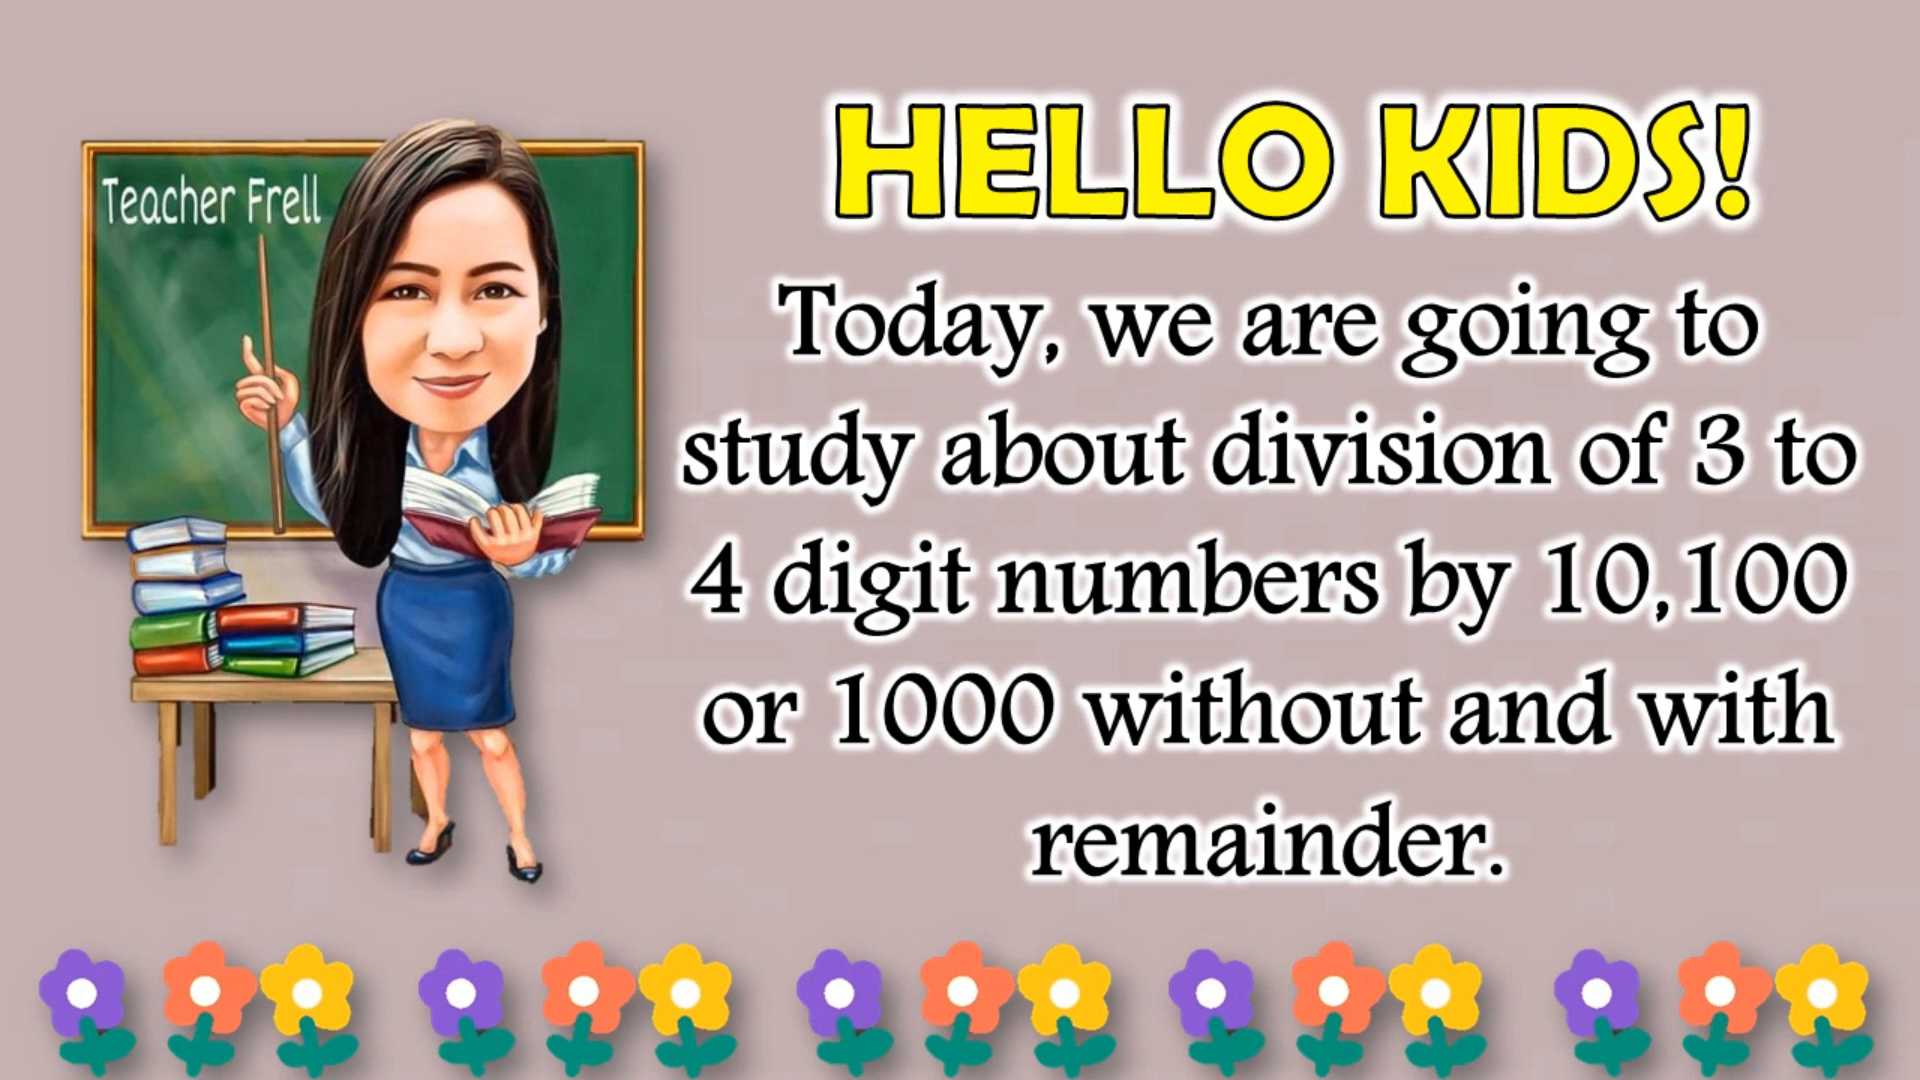 Teacher Frell
HELLO KIDS!
Today, we are going to
study about division of 3 to
4 digit numbers by 10,100
or 1000 without and with
remainder.